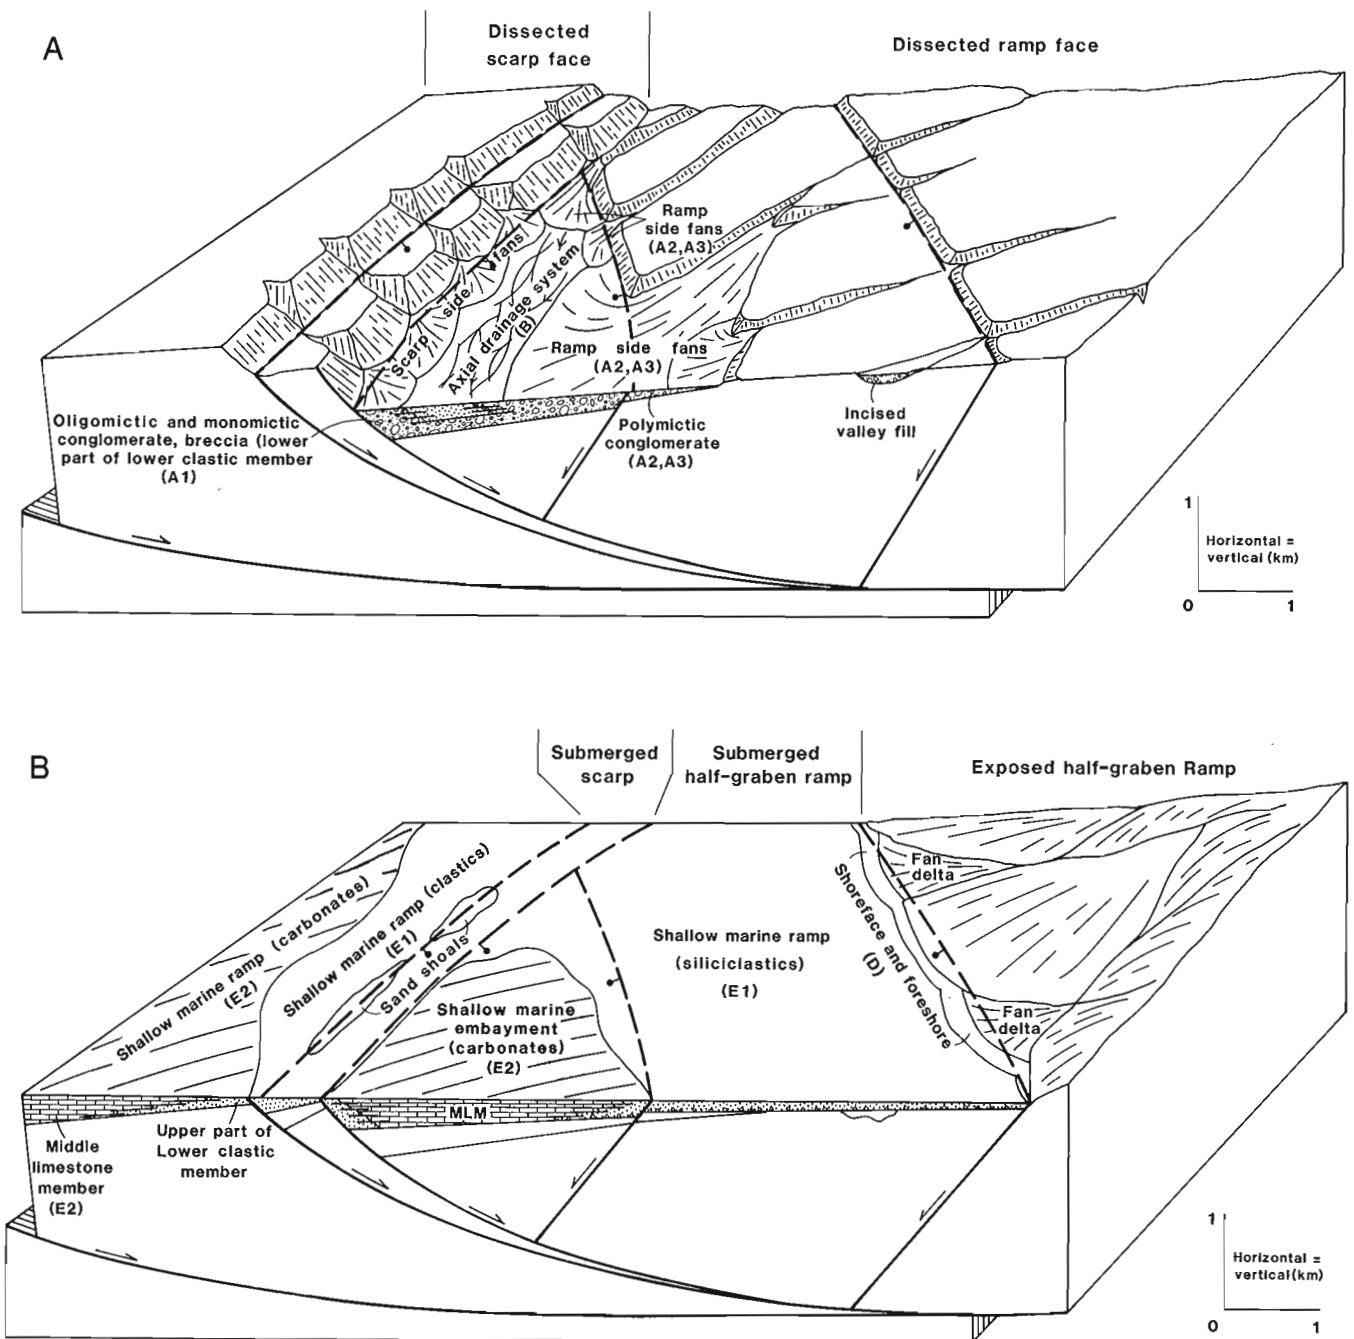 A
Dissected
scarp face
Dissected ramp face
Ramp
side fans
(A2,A3)
Scarp side fans
Axial drainage system
(B)
Ramp side fans
(A2,A3)
Oligomictic and monomictic
conglomerate, breccia (lower
part of lower clastic member
(A1)
Polymictic
conglomerate
(A2,A3)
Incised
valley fill
1
Horizontal =
vertical (km)
0 1
B
Submerged
scarp
Submerged
half-graben ramp
Exposed half-graben Ramp
Shallow marine ramp (carbonates)
(E2)
Shallow marine ramp (clastics)
(E1)
Sand shoals
Shallow marine
embayment
(carbonates)
(E2)
Shallow marine ramp
(siliciclastics)
(E1)
Shoreface and foreshore
(D)
Fan
delta
Fan
delta
MLM
Middle
limestone
member
(E2)
Upper part of
Lower clastic
member
1
Horizontal =
vertical (km)
0 1